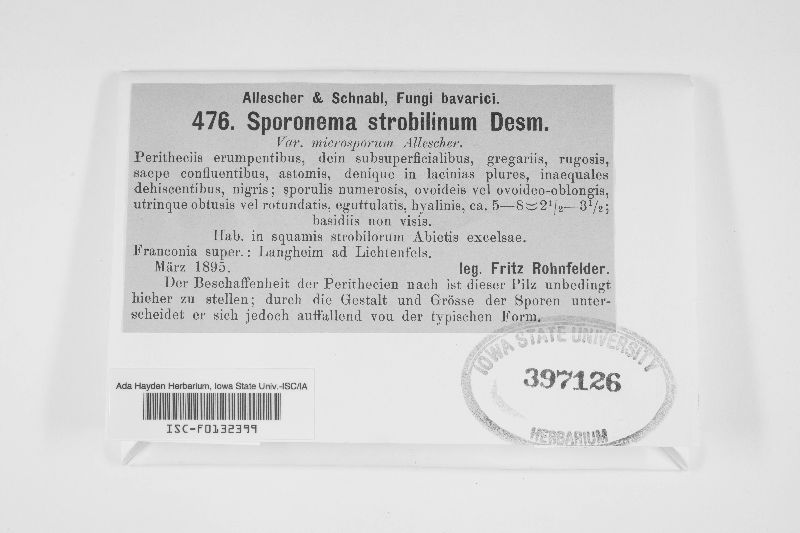 Allescher & Schnabl, Fungi bavarici.
476. Sporonema strobilinum Desm.
Var. microsporum Allescher.
Peritheciis erumpentibus, dein subsuperficialibus, gregariis, rugosis,
saepe confluentibus, astomis, denique in lacinias plures, inaequales
dehiscentibus, nigris; sporulis numerosis, ovoideis vel ovoideo-oblongis,
utrinque obtusis vel rotundatis, eguttulatis, hyalinis, ca. 5—8≍2¹/₂—3¹/₂;
basidiis non visis.
Hab. in squamis strobilorum Abietis excelsae.
Franconia super.: Langheim ad Lichtenfels.
März 1895. leg. Fritz Rohnfelder.
Der Beschaffenheit der Perithecien nach ist dieser Pilz unbedingt
hieher zu stellen; durch die Gestalt und Grösse der Sporen unter-
scheidet er sich jedoch auffallend von der typischen Form.
IOWA STATE UNIVERSITY
397126
HERBARIUM
Ada Hayden Herbarium, Iowa State Univ.-ISC/IA
ISC-F0132399